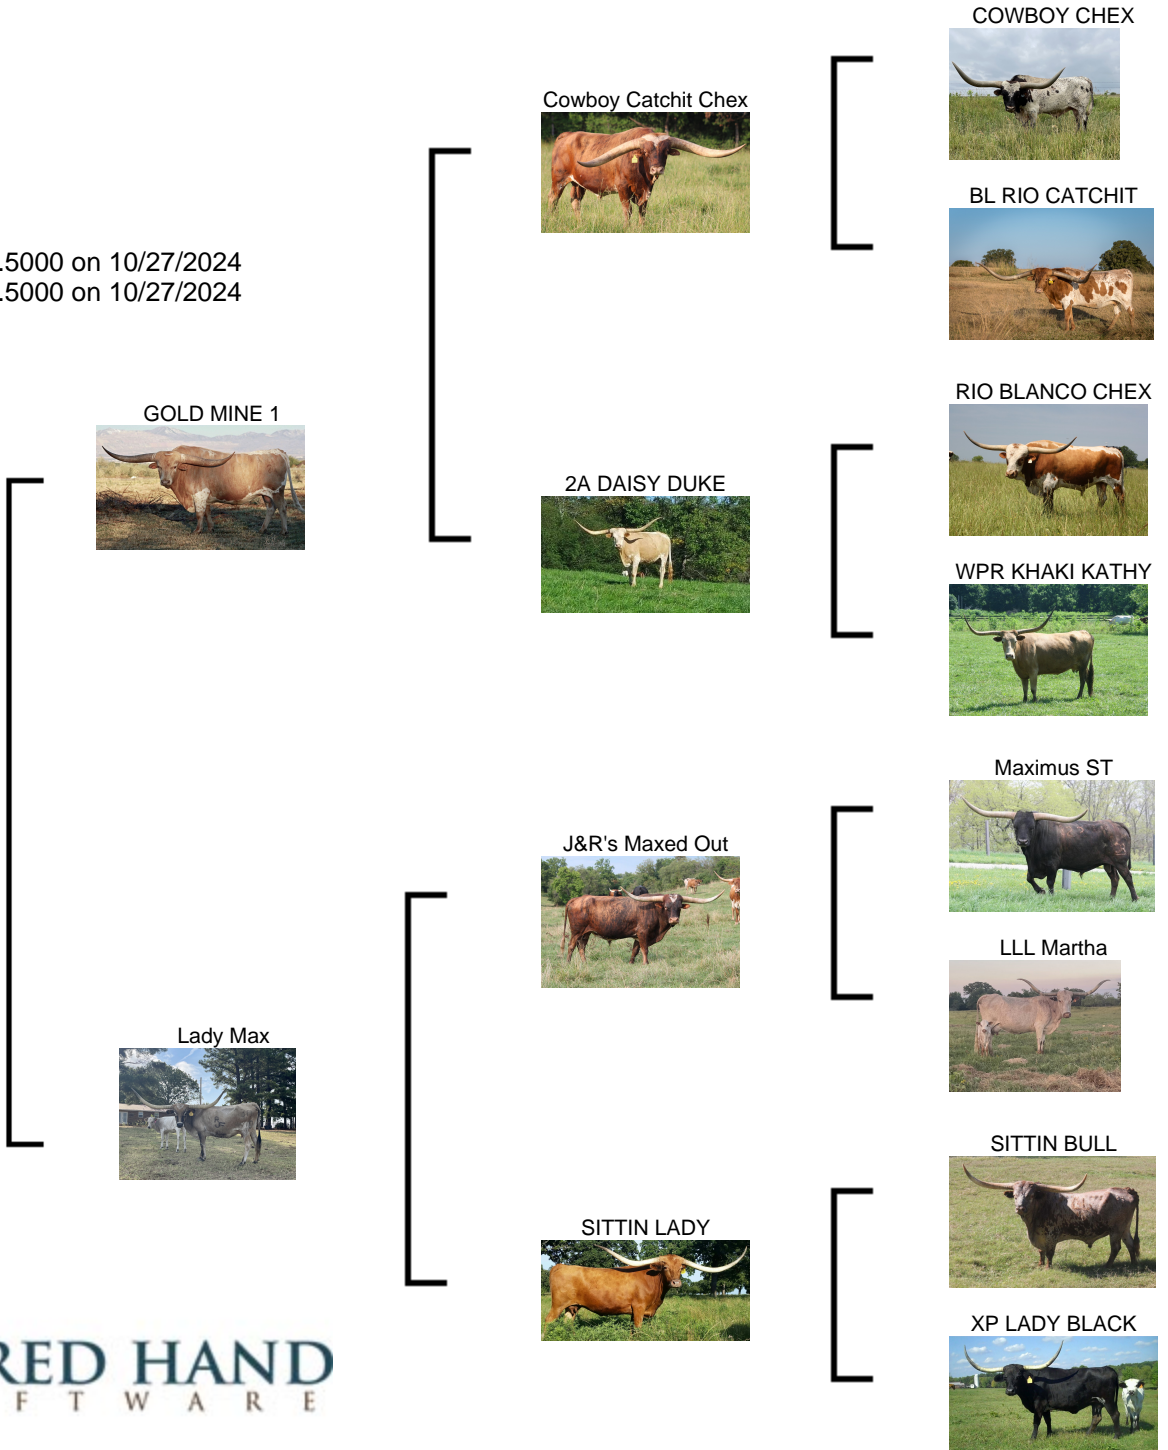 COWBOY CHEX
Cowboy Catchit Chex
BL RIO CATCHIT
.5000 on 10/27/2024
.5000 on 10/27/2024
RIO BLANCO CHEX
GOLD MINE 1
2A DAISY DUKE
WPR KHAKI KATHY
Maximus ST
J&R's Maxed Out
LLL Martha
Lady Max
SITTIN BULL
SITTIN LADY
XP LADY BLACK
RED HAND
F T W A R E